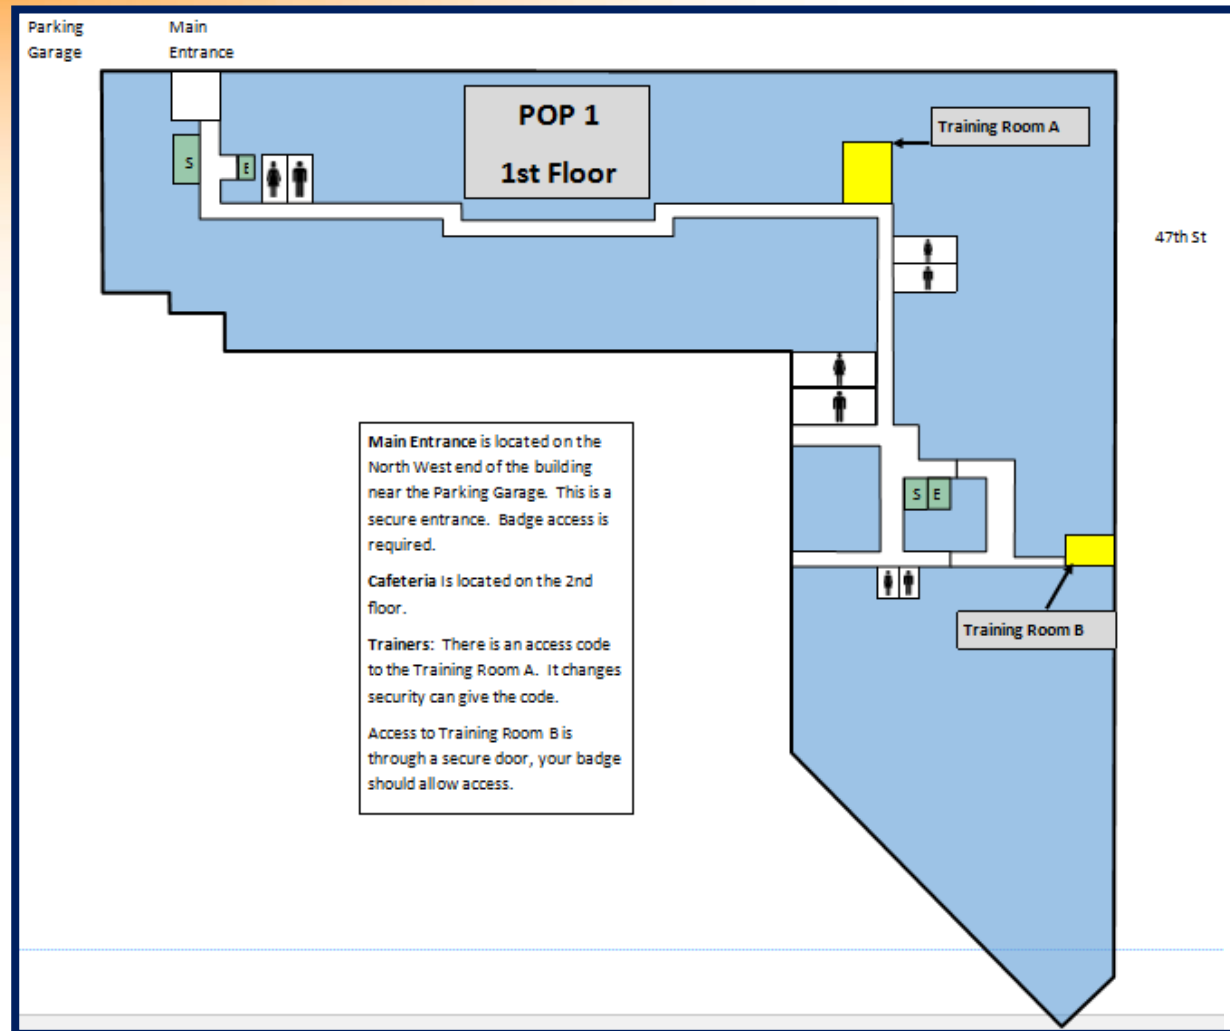 Parking
Garage
Main
Entrance
POP 1
1st Floor
Training Room A
S
E
47th St
Main Entrance is located on the
North West end of the building
near the Parking Garage. This is a
secure entrance. Badge access is
required.
Cafeteria Is located on the 2nd
floor.
Trainers: There is an access code
to the Training Room A. It changes
security can give the code.
Access to Training Room B is
through a secure door, your badge
should allow access.
S E
Training Room B